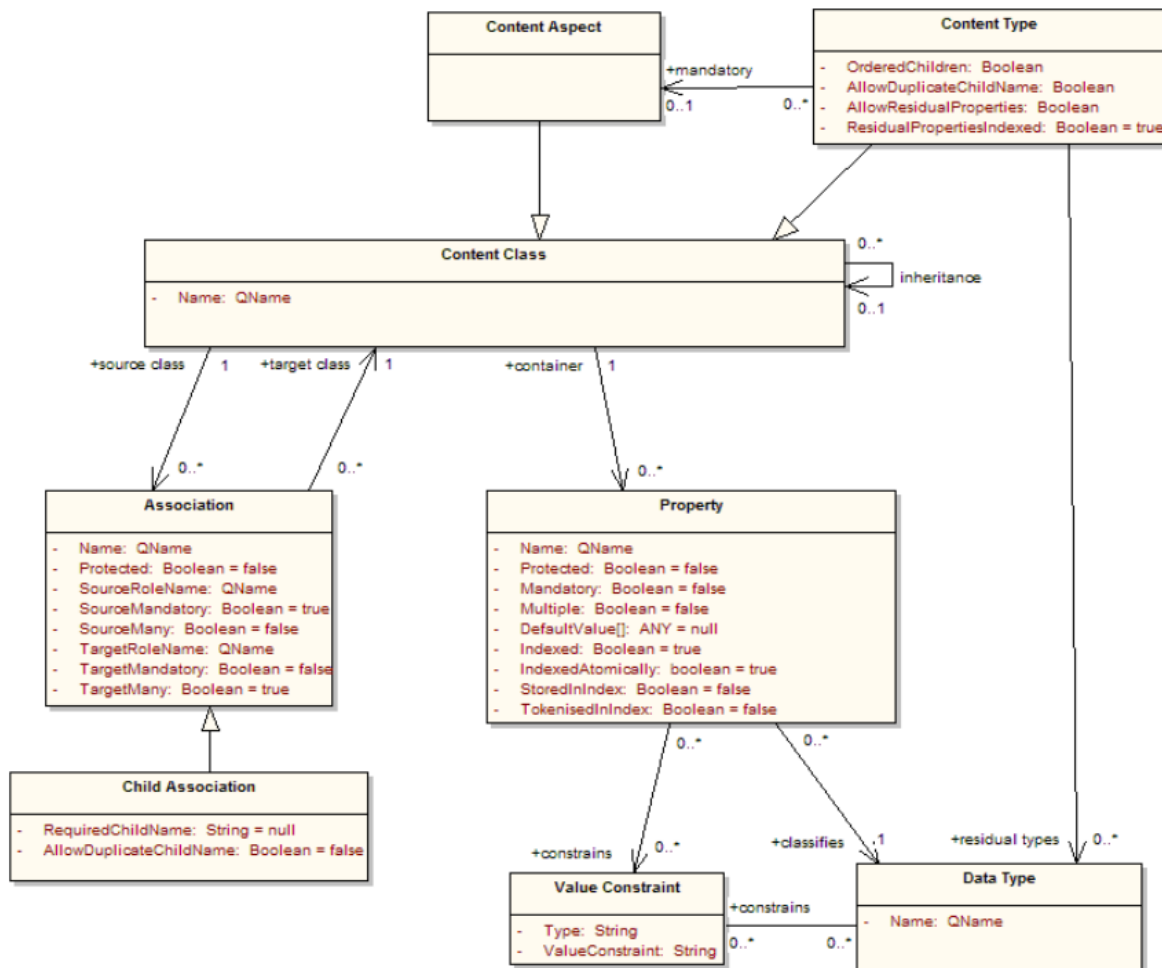 Content Aspect
Content Type
- OrderedChildren: Boolean
- AllowDuplicateChildName: Boolean
- AllowResidualProperties: Boolean
- ResidualPropertiesIndexed: Boolean = true
+mandatory
0..1
0..*
Content Class
- Name: QName
0..*
inheritance
0..1
+source class
1
+target class
1
+container
1
0..*
0..*
0..*
Association
- Name: QName
- Protected: Boolean = false
- SourceRoleName: QName
- SourceMandatory: Boolean = true
- SourceMany: Boolean = false
- TargetRoleName: QName
- TargetMandatory: Boolean = false
- TargetMany: Boolean = true
Property
- Name: QName
- Protected: Boolean = false
- Mandatory: Boolean = false
- Multiple: Boolean = false
- DefaultValue[]: ANY = null
- Indexed: Boolean = true
- IndexedAtomically: boolean = true
- StoredInIndex: Boolean = false
- TokenisedInIndex: Boolean = false
0..*
0..*
Child Association
- RequiredChildName: String = null
- AllowDuplicateChildName: Boolean = false
+constrains
0..*
+classifies
1
+residual types
0..*
Value Constraint
- Type: String
- ValueConstraint: String
+constrains
0..*
0..*
Data Type
- Name: QName